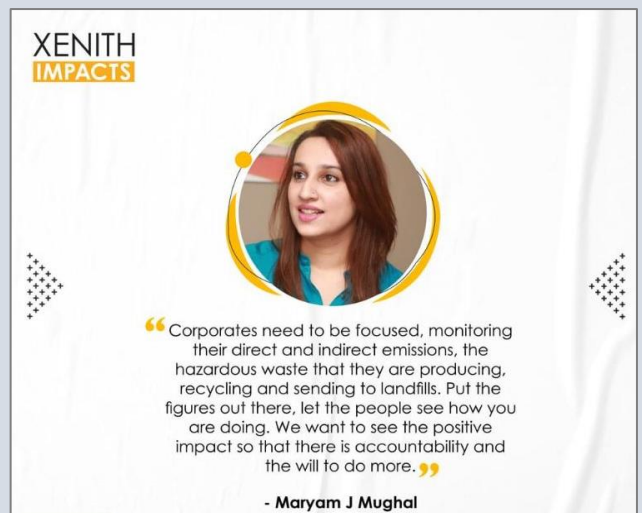 XENITH
IMPACTS
“ Corporates need to be focused, monitoring
their direct and indirect emissions, the
hazardous waste that they are producing,
recycling and sending to landfills. Put the
figures out there, let the people see how you
are doing. We want to see the positive
impact so that there is accountability and
the will to do more. ”
- Maryam J Mughal